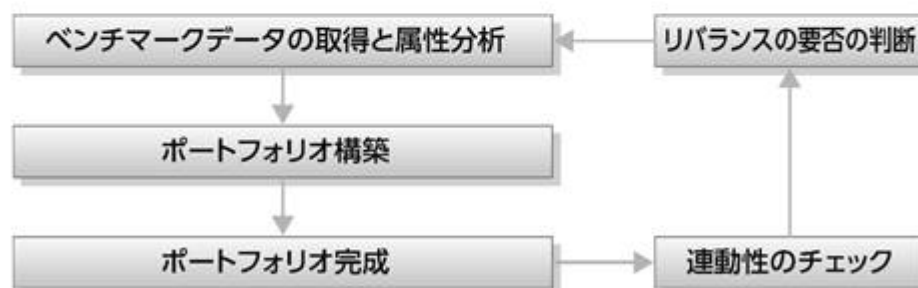 ベンチマークデータの取得と属性分析
リバランスの要否の判断
ポートフォリオ構築
ポートフォリオ完成
連動性のチェック